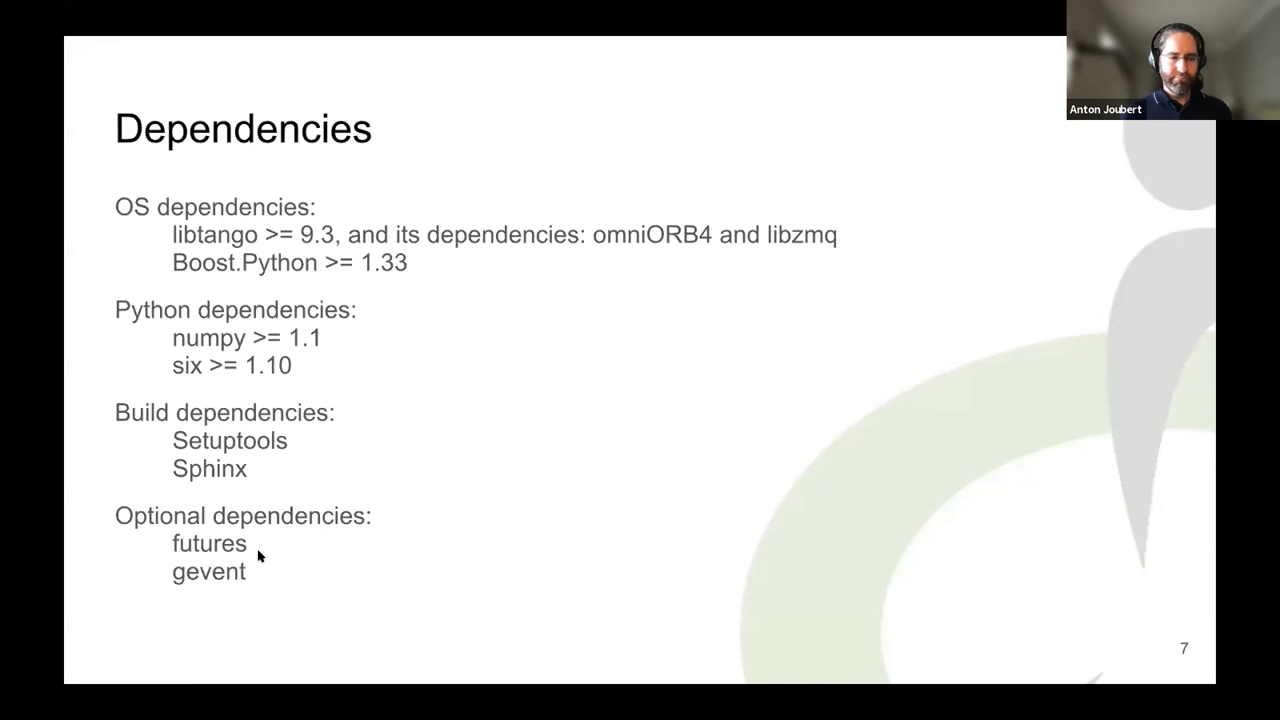 Anton Joubert
Dependencies
OS dependencies:
libtango >= 9.3, and its dependencies: omniORB4 and libzmq
Boost.Python >= 1.33
Python dependencies:
numpy >= 1.1
six >= 1.10
Build dependencies:
Setuptools
Sphinx
Optional dependencies:
futures
gevent
7